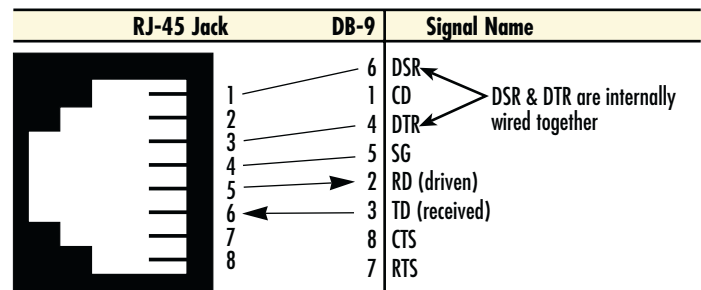 RJ-45 Jack DB-9 Signal Name
6 DSR
1 1 CD DSR & DTR are internally
2 wired together
3 4 DTR
4 5 SG
5 2 RD (driven)
6 3 TD (received)
7 8 CTS
8 7 RTS